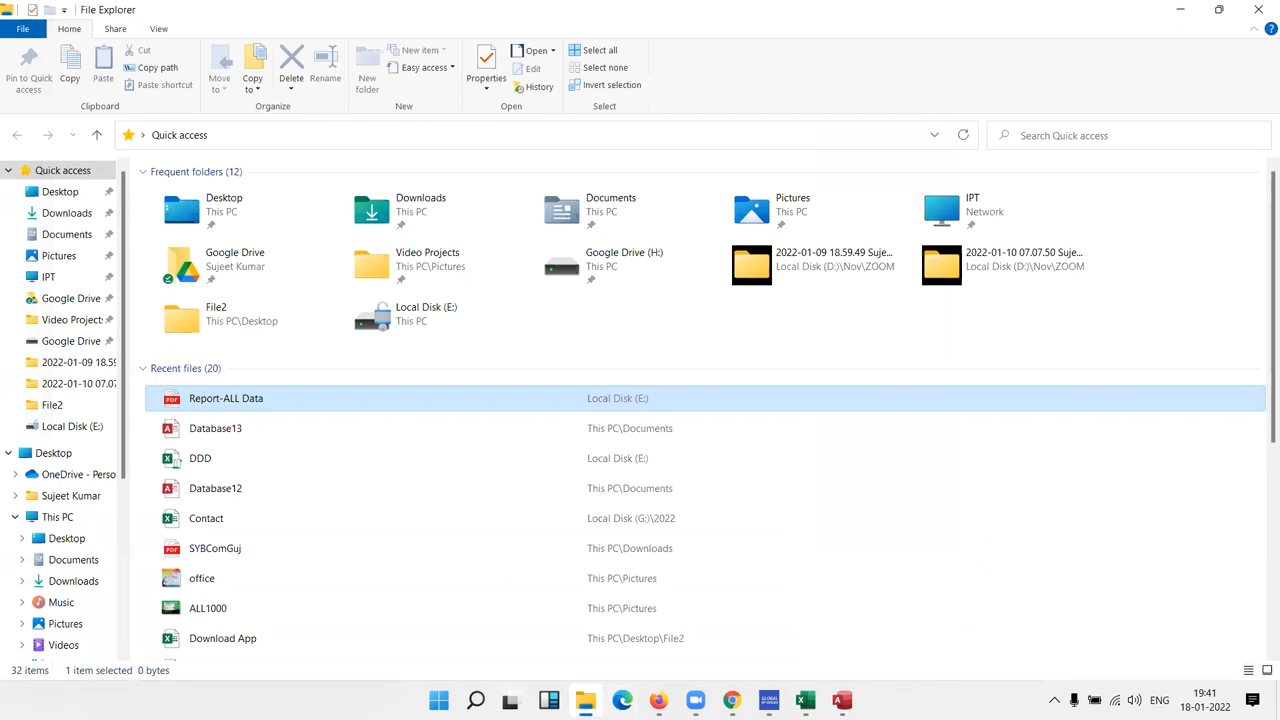 File Explorer
File Home Share View
Pin to Quick access
Copy
Paste
Cut
Copy path
Paste shortcut
Clipboard
Move to
Copy to
Delete
Rename
Organize
New folder
New item
Easy access
New
Properties
Open
Edit
History
Open
Select all
Select none
Invert selection
Select
Quick access
Search Quick access
Quick access
Desktop
Downloads
Documents
Pictures
IPT
Google Drive
Video Project:
Google Drive
2022-01-09 18.59
2022-01-10 07.07
File2
Local Disk (E:)
Desktop
OneDrive - Perso
Sujeet Kumar
This PC
Desktop
Documents
Downloads
Music
Pictures
Videos
Frequent folders (12)
Desktop
This PC
Downloads
This PC
Documents
This PC
Pictures
This PC
IPT
Network
Google Drive
Sujeet Kumar
Video Projects
This PC\Pictures
Google Drive (H:)
This PC
2022-01-09 18.59.49 Suje...
Local Disk (D:)\Nov\ZOOM
2022-01-10 07.07.50 Suje...
Local Disk (D:)\Nov\ZOOM
File2
This PC\Desktop
Local Disk (E:)
This PC
Recent files (20)
Report-ALL Data Local Disk (E:)
Database13 This PC\Documents
DDD Local Disk (E:)
Database12 This PC\Documents
Contact Local Disk (G:)\2022
SYBComGuj This PC\Downloads
office This PC\Pictures
ALL1000 This PC\Pictures
Download App This PC\Desktop\File2
32 items 1 item selected 0 bytes
ENG
19:41
18-01-2022